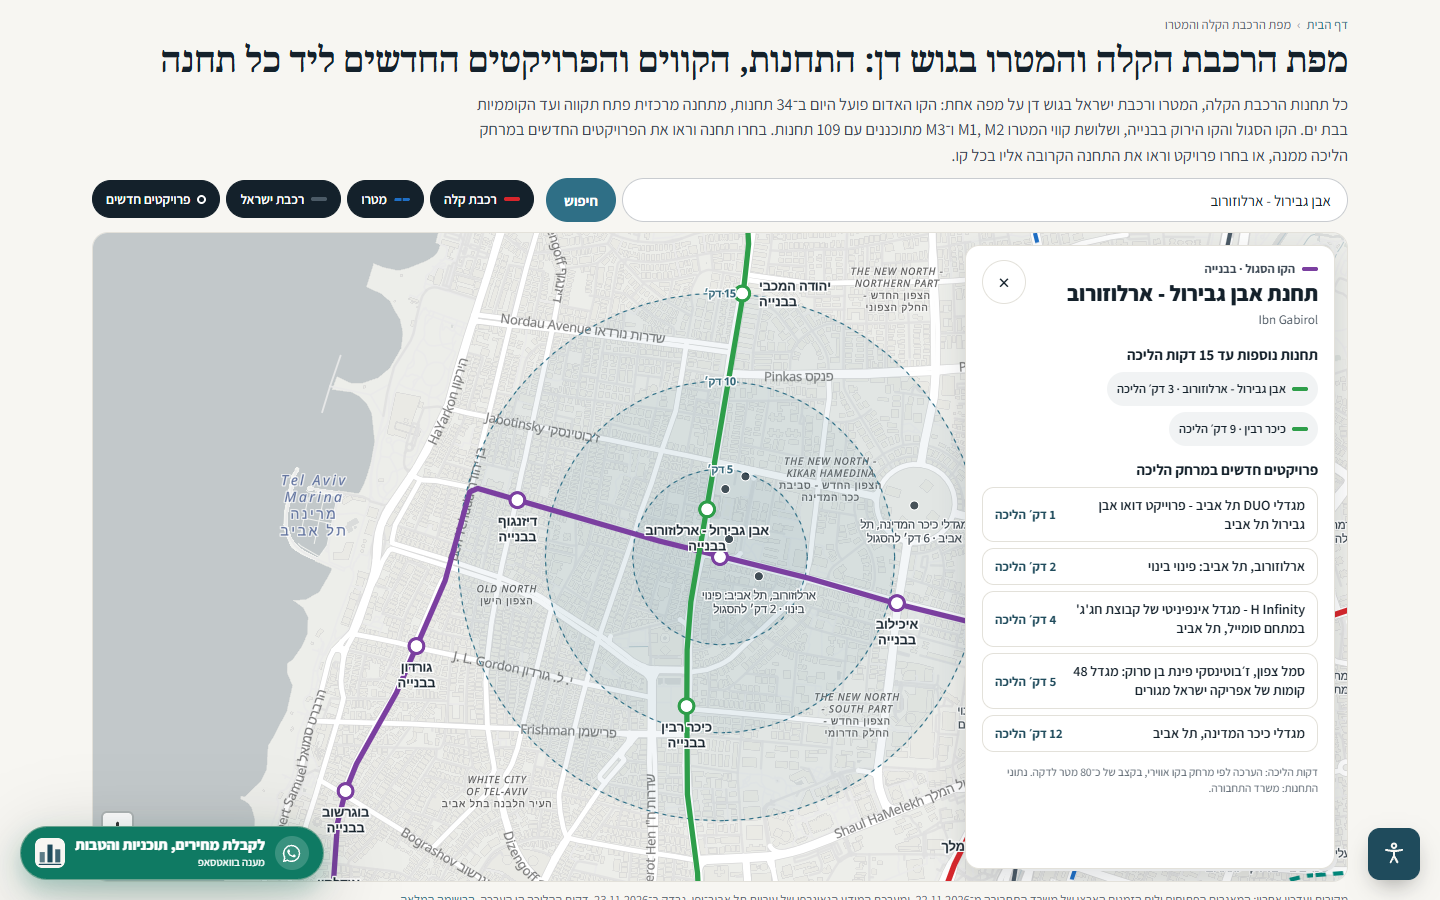 דף הבית › מפת הרכבת הקלה והמטרו
מפת הרכבת הקלה והמטרו בגוש דן: התחנות, הקווים והפרויקטים החדשים ליד כל תחנה
כל תחנות הרכבת הקלה, המטרו ורכבת ישראל בגוש דן על מפה אחת: הקו האדום פועל היום ב־34 תחנות, מתחנה מרכזית פתח תקווה ועד הקוממיות
בבת ים. הקו הסגול והקו הירוק בבנייה, ושלושת קווי המטרו M1, M2 ו־M3 מתוכננים עם 109 תחנות. בחרו תחנה וראו את הפרויקטים החדשים במרחק
הליכה ממנה, או בחרו פרויקט וראו את התחנה הקרובה אליו בכל קו.
אבן גבירול - ארלוזורוב
חיפוש
רכבת קלה
מטרו
רכבת ישראל
פרויקטים חדשים
הקו הסגול · בבנייה
תחנת אבן גבירול - ארלוזורוב
×
Ibn Gabirol
תחנות נוספות עד 15 דקות הליכה
אבן גבירול - ארלוזורוב · 3 דק׳ הליכה
כיכר רבין · 9 דק׳ הליכה
פרויקטים חדשים במרחק הליכה
מגדלי DUO תל אביב - פרוייקט דואו אבן
גבירול תל אביב
1 דק׳ הליכה
ארלוזורוב, תל אביב: פינוי בינוי
2 דק׳ הליכה
H Infinity - מגדל אינפיניטי של קבוצת חג'ג'
במתחם סומייל, תל אביב
4 דק׳ הליכה
סמל צפון, ז׳בוטינסקי פינת בן סרוק: מגדל 48
קומות של אפריקה ישראל מגורים
5 דק׳ הליכה
מגדלי כיכר המדינה, תל אביב
12 דק׳ הליכה
דקות הליכה: הערכה לפי מרחק בקו אווירי, בקצב של כ־80 מטר לדקה. נתוני
התחנות: משרד התחבורה.
יהודה המכבי
בבנייה
15 דק׳
THE NEW NORTH -
NORTHERN PART
הצפון החדש -
החלק הצפוני
Nordau Avenue שדרות נורדאו
Pinkas פנקס
10 דק׳
HaYarkon הירקון
Jabotinsky ז'בוטינסקי
5 דק׳
THE NEW NORTH -
KIKAR HAMEDINA
הצפון החדש - סביבת
ככר המדינה
Tel Aviv
Marina
מרינה
תל אביב
דיזנגוף
בבנייה
אבן גבירול - ארלוזורוב
בבנייה
מגדלי כיכר המדינה, תל
אביב · 6 דק׳ להסגול
OLD NORTH
הצפון הישן
ארלוזורוב, תל אביב: פינוי
בינוי · 2 דק׳ להסגול
איכילוב
בבנייה
גורדון
בבנייה
J. L. Gordon י. ל. גורדון
THE NEW NORTH
- SOUTH PART
הצפון החדש -
החלק הדרומי
כיכר רבין
בבנייה
Frishman פרישמן
WHITE CITY
OF TEL-AVIV
העיר הלבנה בתל אביב
בוגרשוב
בבנייה
Shaul HaMelekh שאול המלך
Bograshov בוגרשוב
Dizengoff
לקבלת מחירים, תוכניות והטבות
מענה בוואטסאפ